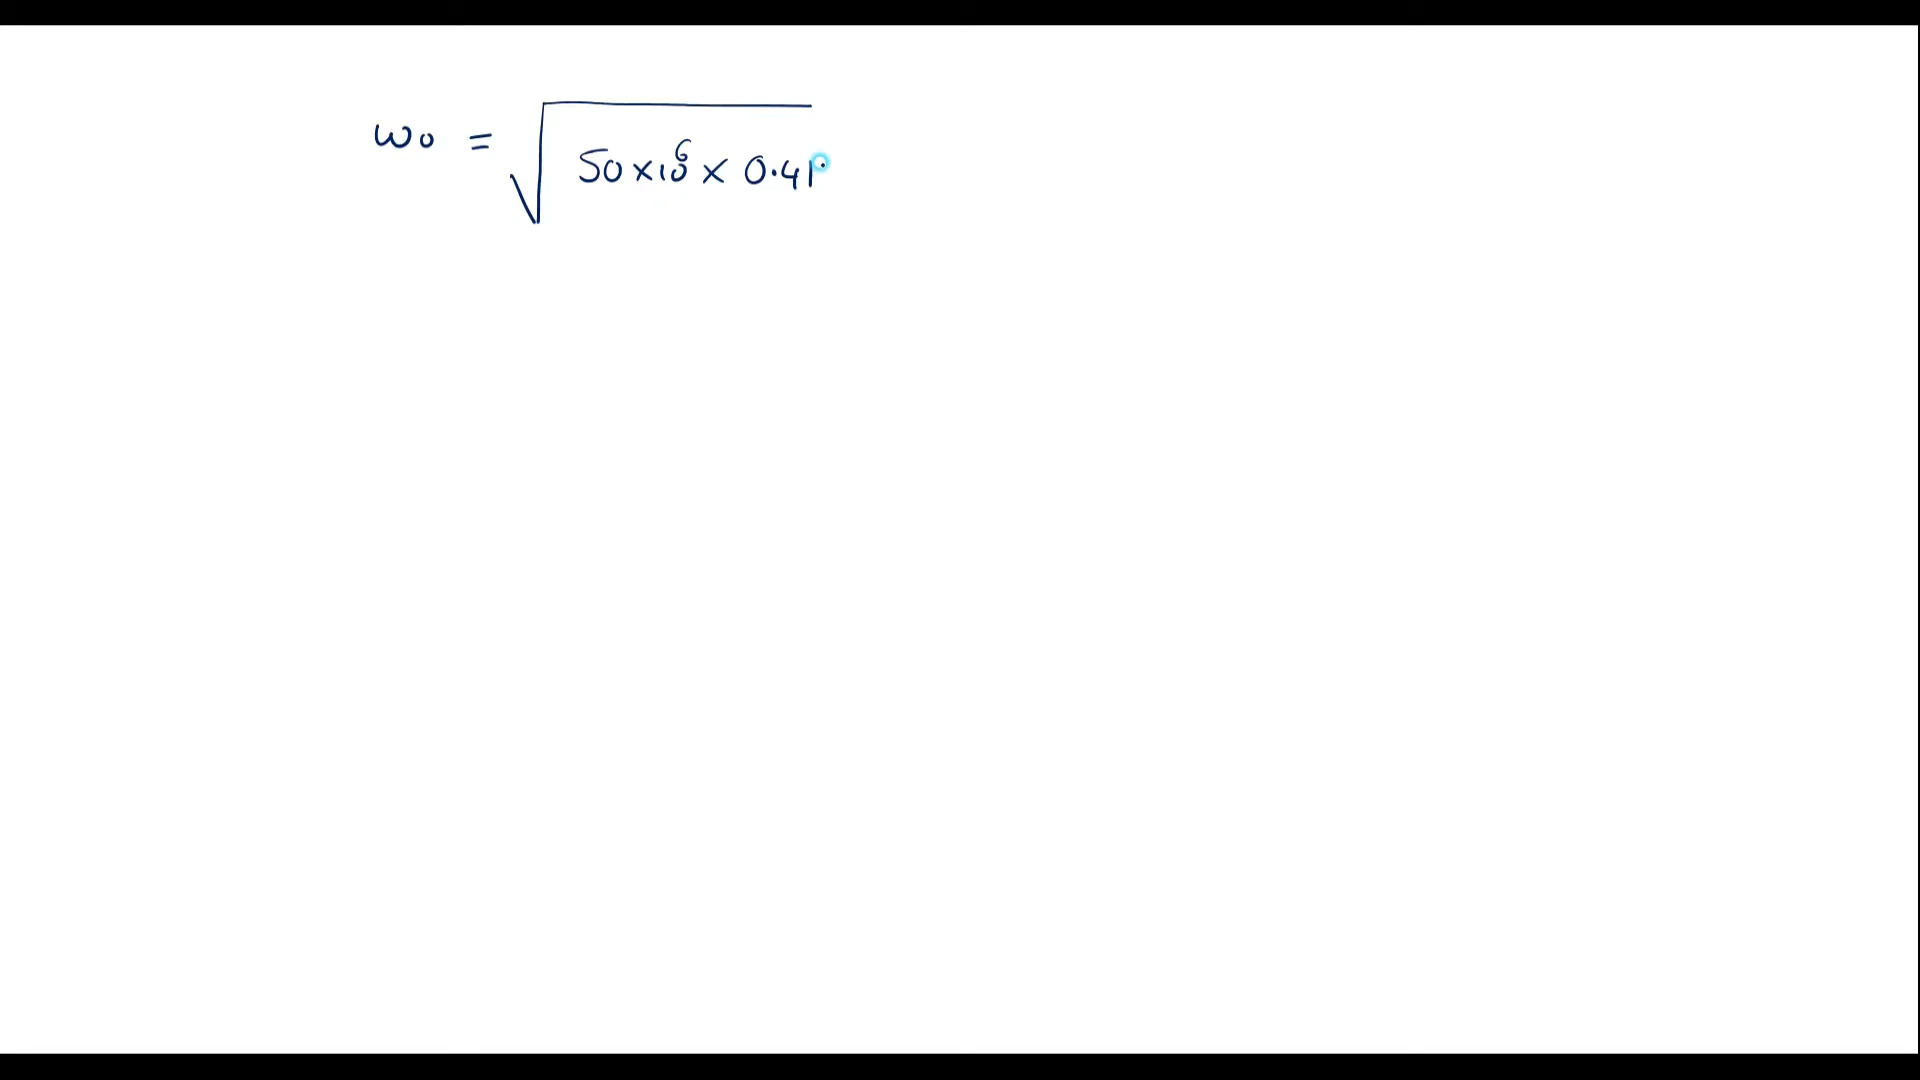 ω₀ = √50×10⁶ × 0.41